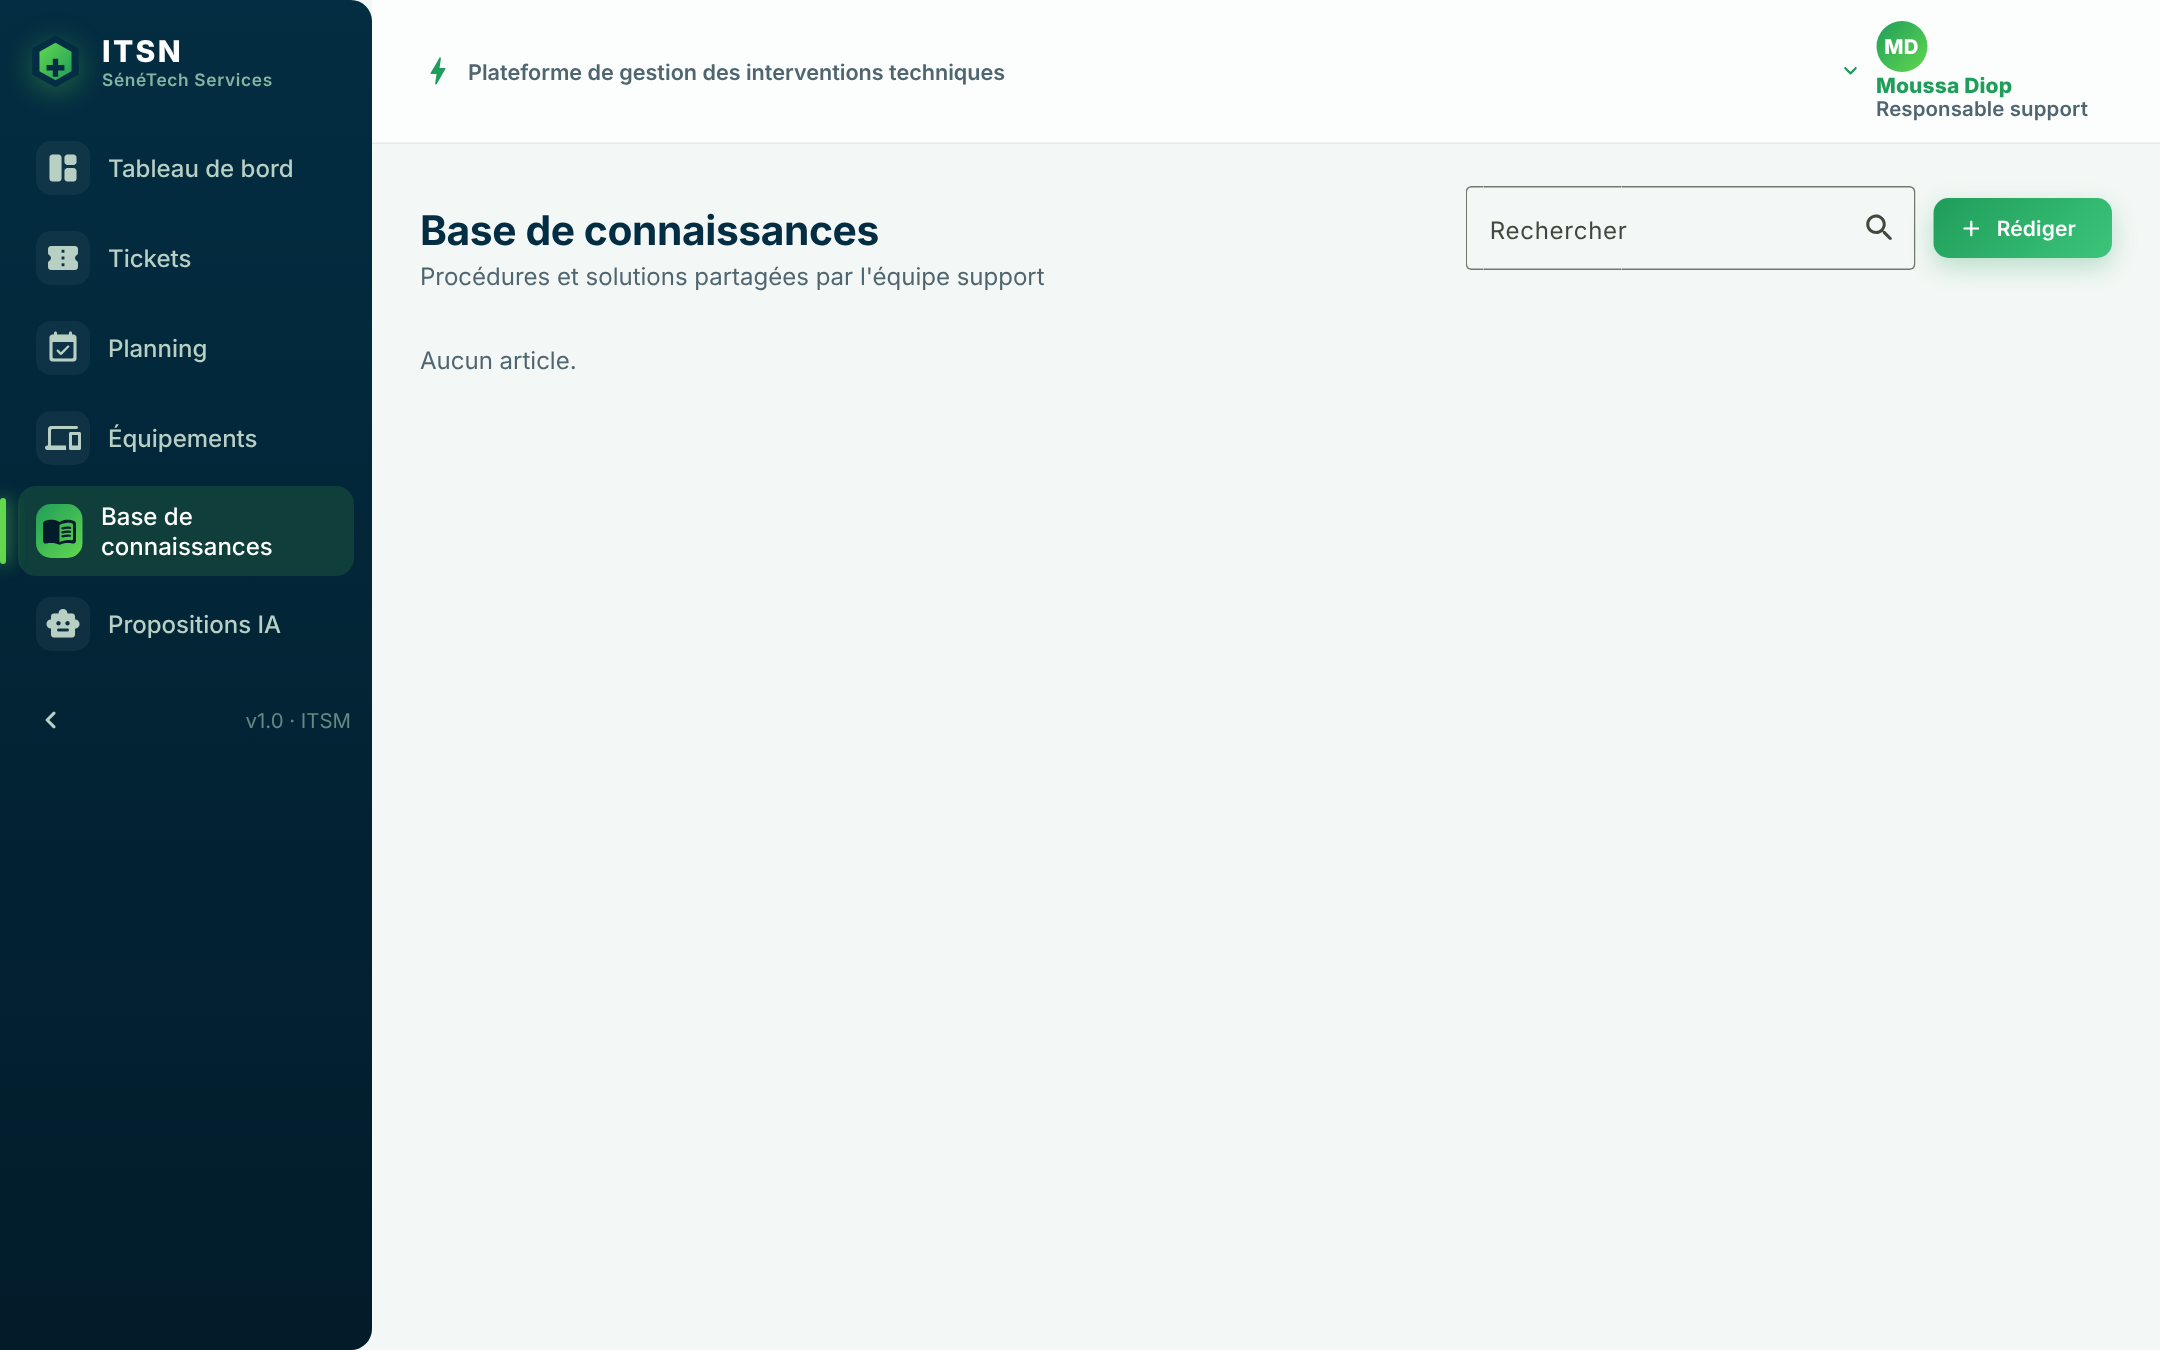 ITSN
SénéTech Services
Tableau de bord
Tickets
Planning
Équipements
Base de
connaissances
Propositions IA
v1.0 · ITSM
Plateforme de gestion des interventions techniques
MD
Moussa Diop
Responsable support
Base de connaissances
Procédures et solutions partagées par l'équipe support
Rechercher
+ Rédiger
Aucun article.